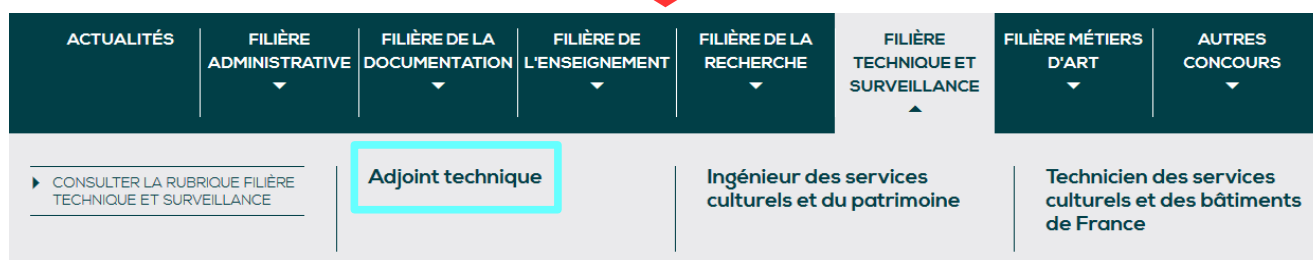 ACTUALITÉS
FILIÈRE
ADMINISTRATIVE
FILIÈRE DE LA
DOCUMENTATION
FILIÈRE DE
L'ENSEIGNEMENT
FILIÈRE DE LA
RECHERCHE
FILIÈRE
TECHNIQUE ET
SURVEILLANCE
FILIÈRE MÉTIERS
D'ART
AUTRES
CONCOURS
CONSULTER LA RUBRIQUE FILIÈRE
TECHNIQUE ET SURVEILLANCE
Adjoint technique
Ingénieur des services
culturels et du patrimoine
Technicien des services
culturels et des bâtiments
de France